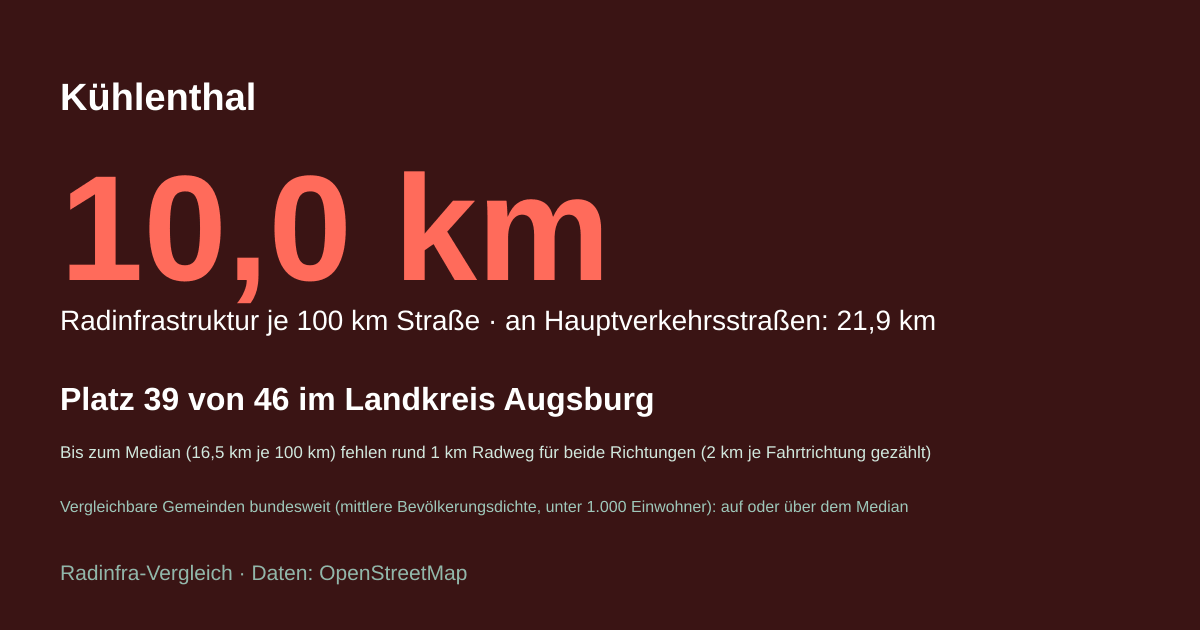 Kühlenthal
10,0 km
Radinfrastruktur je 100 km Straße · an Hauptverkehrsstraßen: 21,9 km
Platz 39 von 46 im Landkreis Augsburg
Bis zum Median (16,5 km je 100 km) fehlen rund 1 km Radweg für beide Richtungen (2 km je Fahrtrichtung gezählt)
Vergleichbare Gemeinden bundesweit (mittlere Bevölkerungsdichte, unter 1.000 Einwohner): auf oder über dem Median
Radinfra-Vergleich · Daten: OpenStreetMap